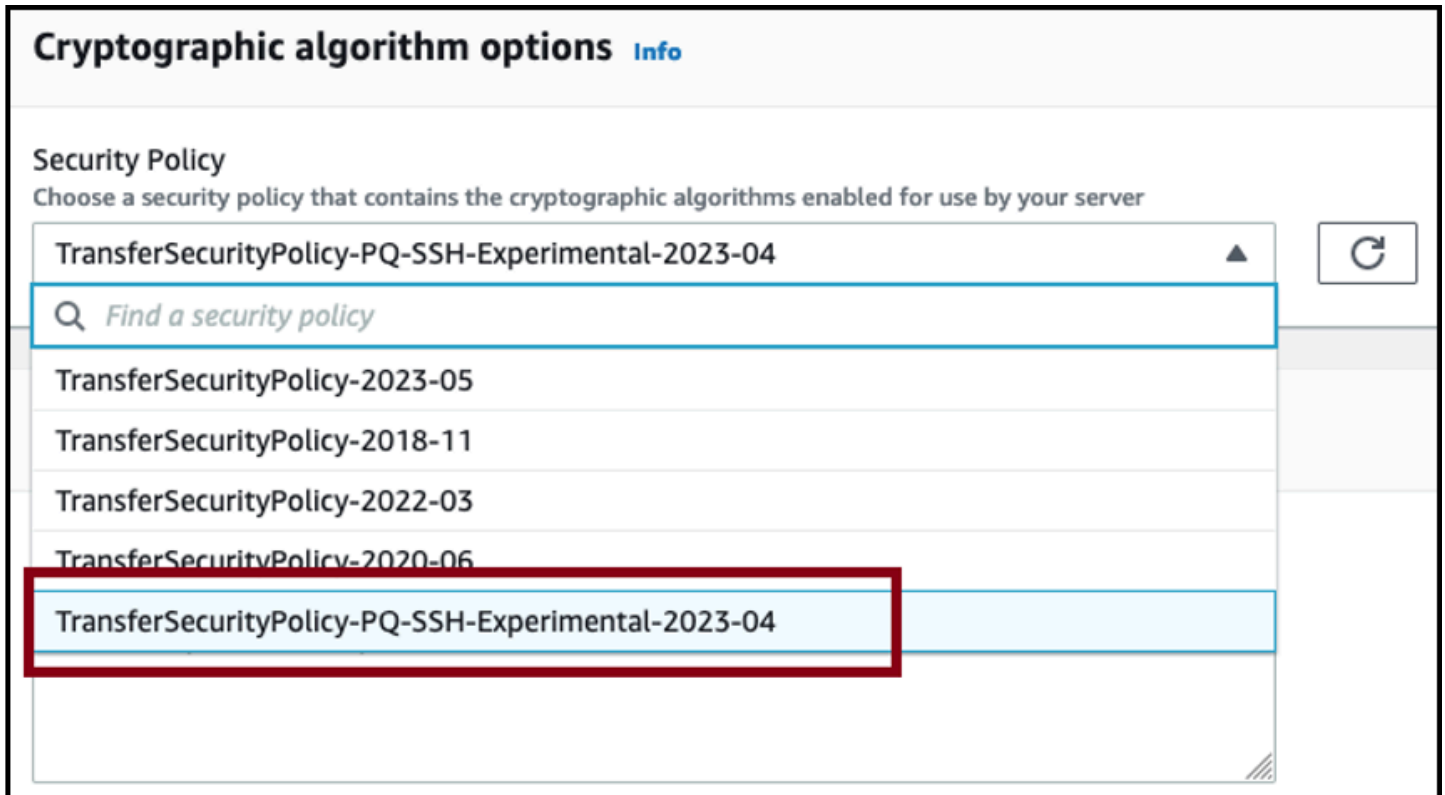 Cryptographic algorithm options Info
Security Policy
Choose a security policy that contains the cryptographic algorithms enabled for use by your server
TransferSecurityPolicy-PQ-SSH-Experimental-2023-04
Find a security policy
TransferSecurityPolicy-2023-05
TransferSecurityPolicy-2018-11
TransferSecurityPolicy-2022-03
TransferSecurityPolicy-2020-06
TransferSecurityPolicy-PQ-SSH-Experimental-2023-04